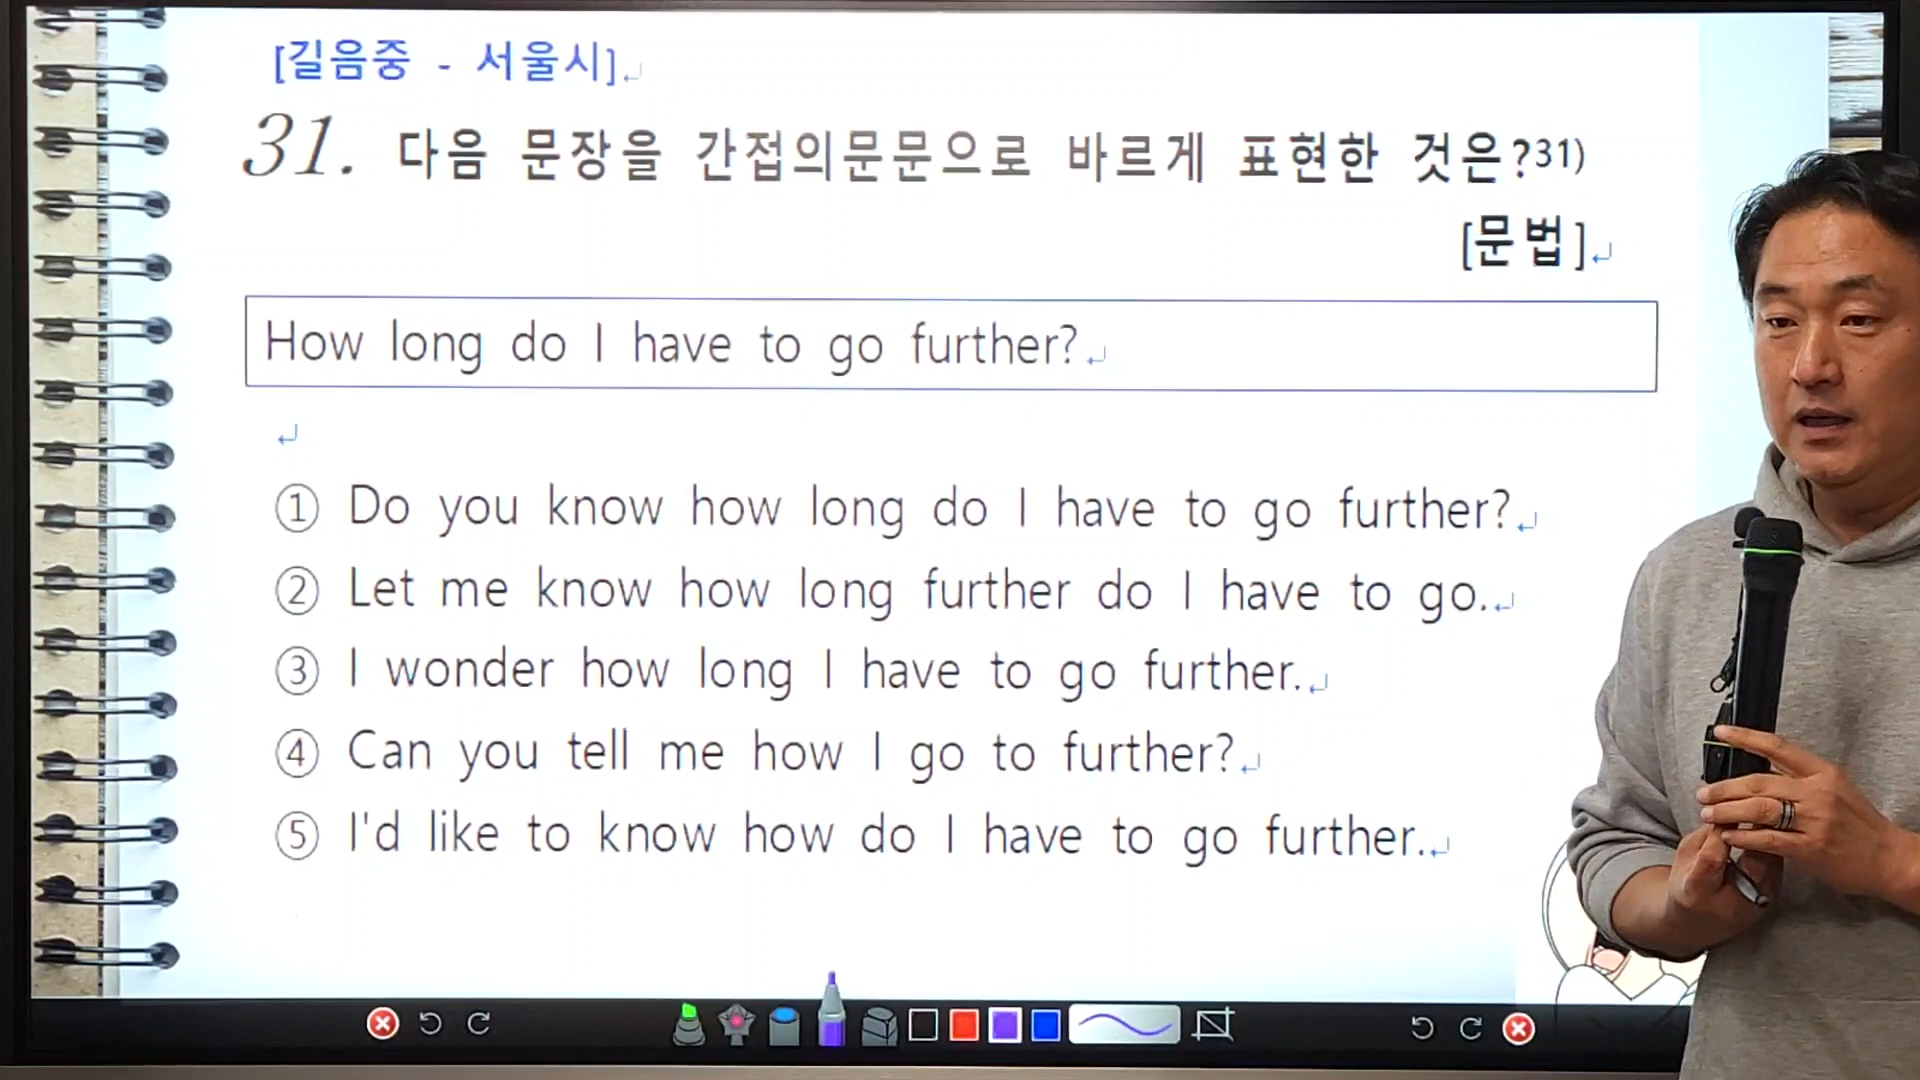 [길음중 - 서울시]
31. 다음 문장을 간접의문문으로 바르게 표현한 것은?31)
[문법]
How long do I have to go further?
① Do you know how long do I have to go further?
② Let me know how long further do I have to go.
③ I wonder how long I have to go further.
④ Can you tell me how I go to further?
⑤ I'd like to know how do I have to go further.